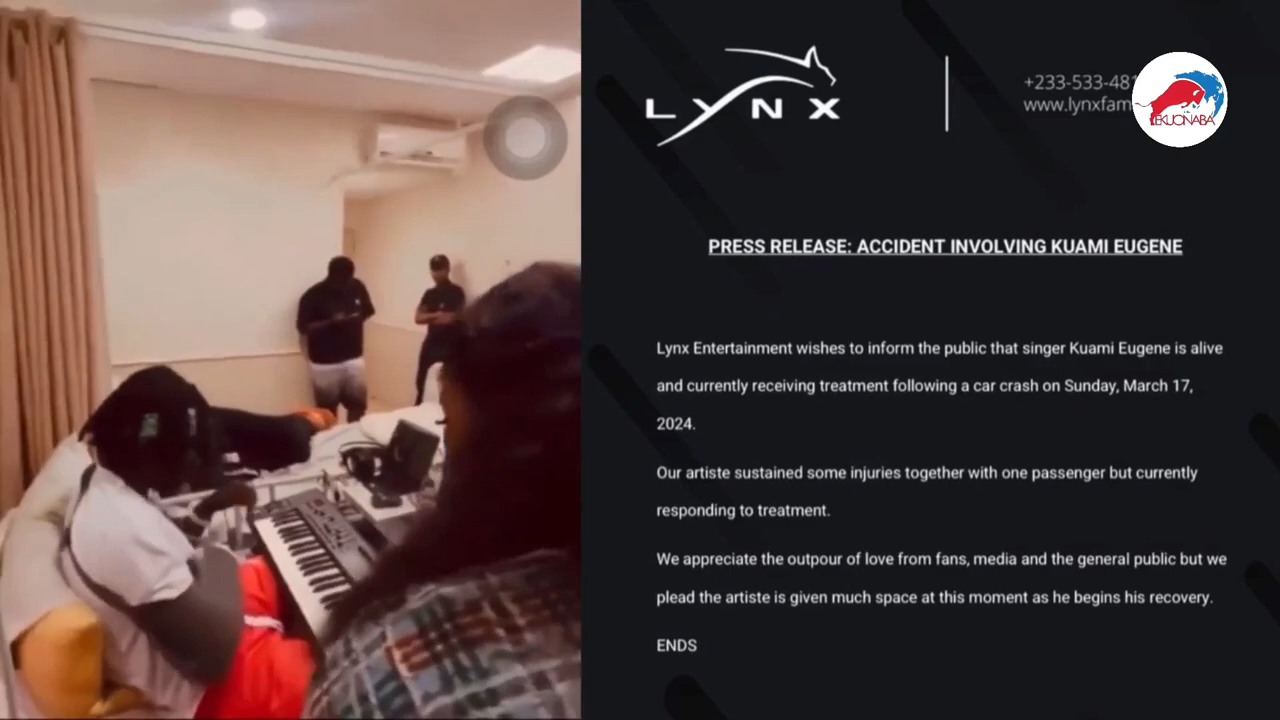 LYNX
+233-533-481
www.lynxfam
EKUONABA
PRESS RELEASE: ACCIDENT INVOLVING KUAMI EUGENE
Lynx Entertainment wishes to inform the public that singer Kuami Eugene is alive
and currently receiving treatment following a car crash on Sunday, March 17,
2024.
Our artiste sustained some injuries together with one passenger but currently
responding to treatment.
We appreciate the outpour of love from fans, media and the general public but we
plead the artiste is given much space at this moment as he begins his recovery.
ENDS